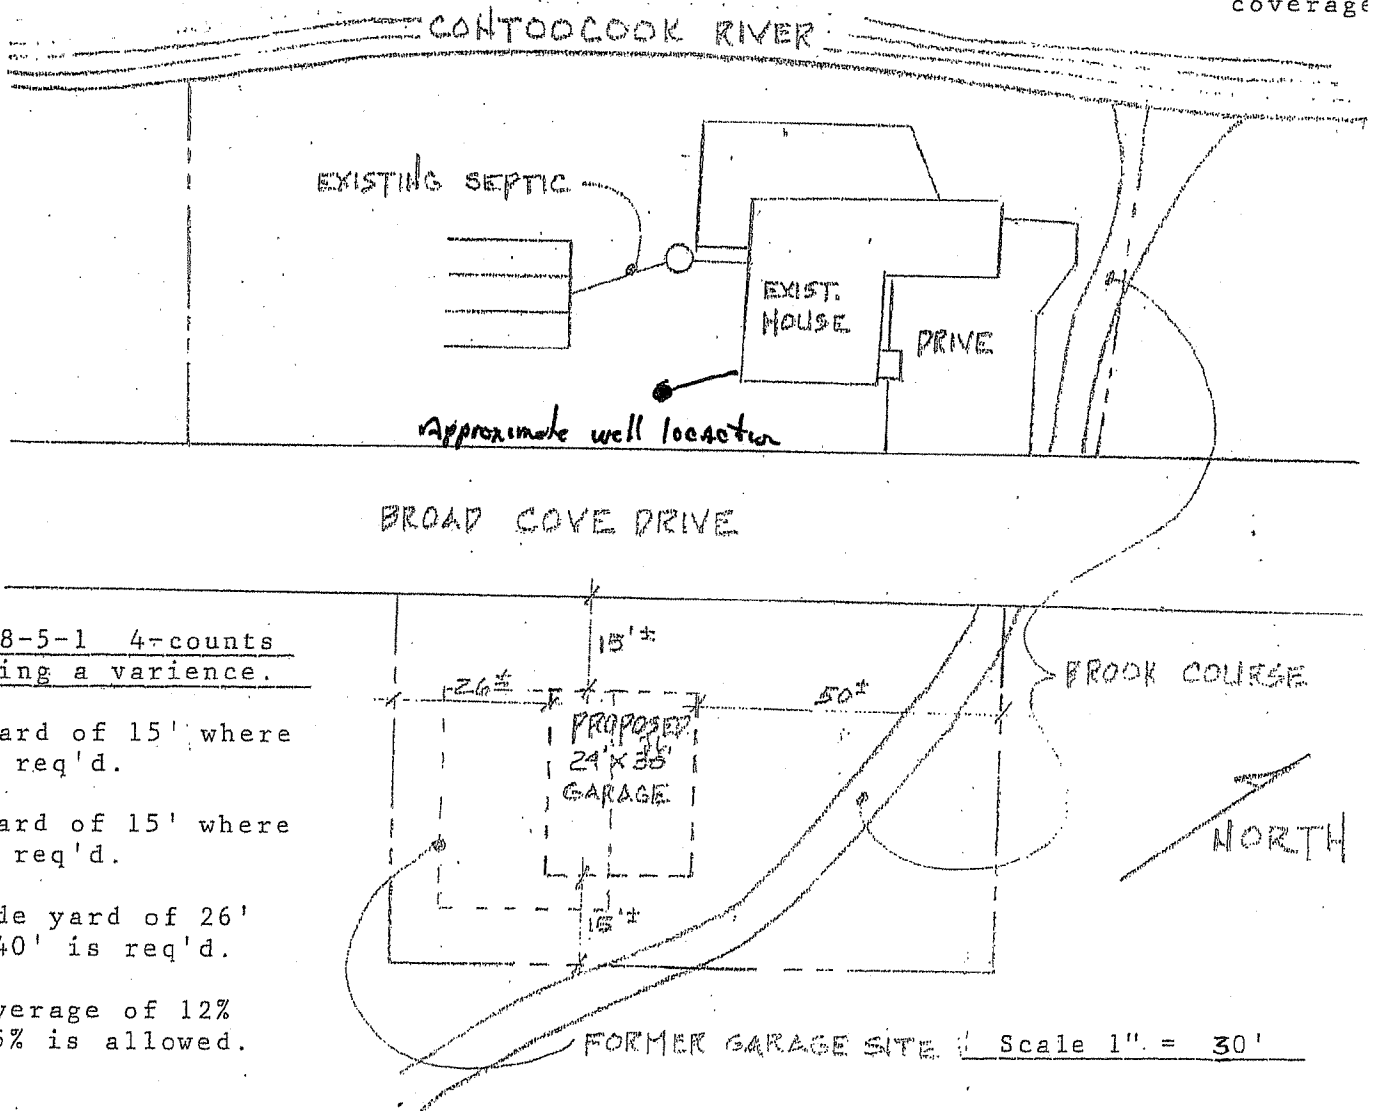 coverage
CONTOOCOOK RIVER
EXISTING SEPTIC
EXIST.
HOUSE
DRIVE
Approximate well location
BROAD COVE DRIVE
8-5-1 4-counts
ing a varience.
15'±
26±
50±
BROOK COURSE
PROPOSED
GARAGE
ard of 15' where
req'd.
NORTH
ard of 15' where
req'd.
15'±
de yard of 26'
40' is req'd.
verage of 12%
5% is allowed.
FORMER GARAGE SITE
Scale 1" = 30'